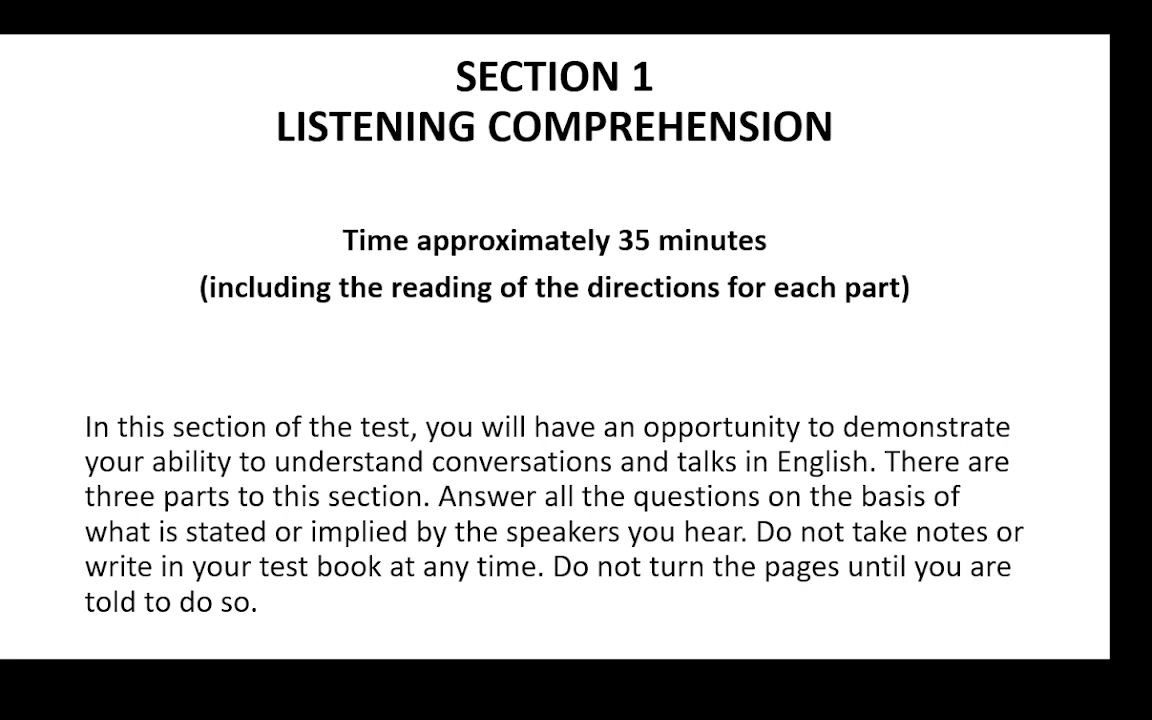 SECTION 1
LISTENING COMPREHENSION
Time approximately 35 minutes
(including the reading of the directions for each part)
In this section of the test, you will have an opportunity to demonstrate
your ability to understand conversations and talks in English. There are
three parts to this section. Answer all the questions on the basis of
what is stated or implied by the speakers you hear. Do not take notes or
write in your test book at any time. Do not turn the pages until you are
told to do so.